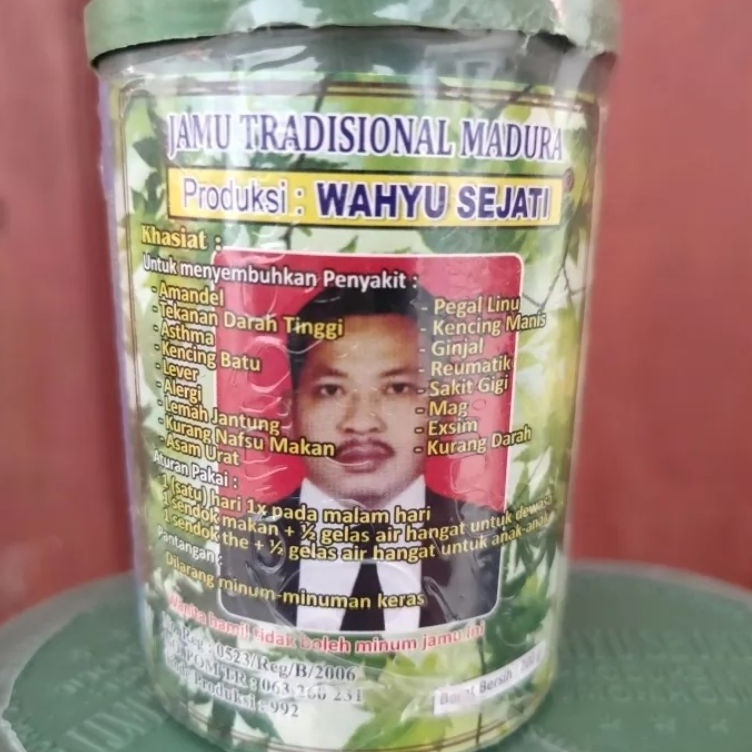 JAMU TRADISIONAL MADURA
Produksi : WAHYU SEJATI
Khasiat :
Untuk menyembuhkan Penyakit :
- Amandel
- Tekanan Darah Tinggi
- Asthma
- Kencing Batu
- Lever
- Alergi
- Lemah Jantung
- Kurang Nafsu Makan
- Asam Urat
- Pegal Linu
- Kencing Manis
- Ginjal
- Reumatik
- Sakit Gigi
- Mag
- Exsim
- Kurang Darah
Aturan Pakai :
1 (satu) hari 1x pada malam hari
1 sendok makan + ½ gelas air hangat untuk dewasa
1 sendok the + ½ gelas air hangat untuk anak-anak
Pantangan :
Dilarang minum-minuman keras
Wanita hamil tidak boleh minum jamu ini
Reg : 0523/Reg/B/2006
POM TR : 063 260 231
Produksi : 992
Berat Bersih : 200